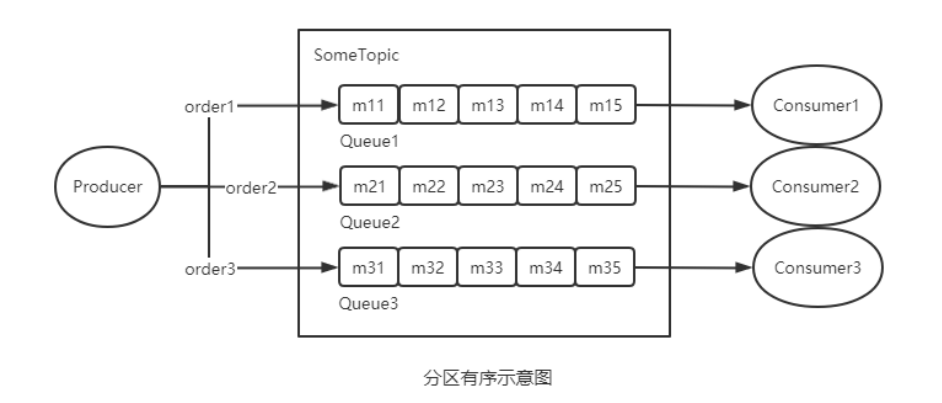 SomeTopic
order1
m11 m12 m13 m14 m15
Consumer1
Queue1
Producer
order2
m21 m22 m23 m24 m25
Consumer2
Queue2
order3
m31 m32 m33 m34 m35
Consumer3
Queue3
分区有序示意图